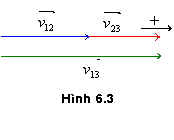 v₁₂ v₂₃ +
v₁₃
Hình 6.3